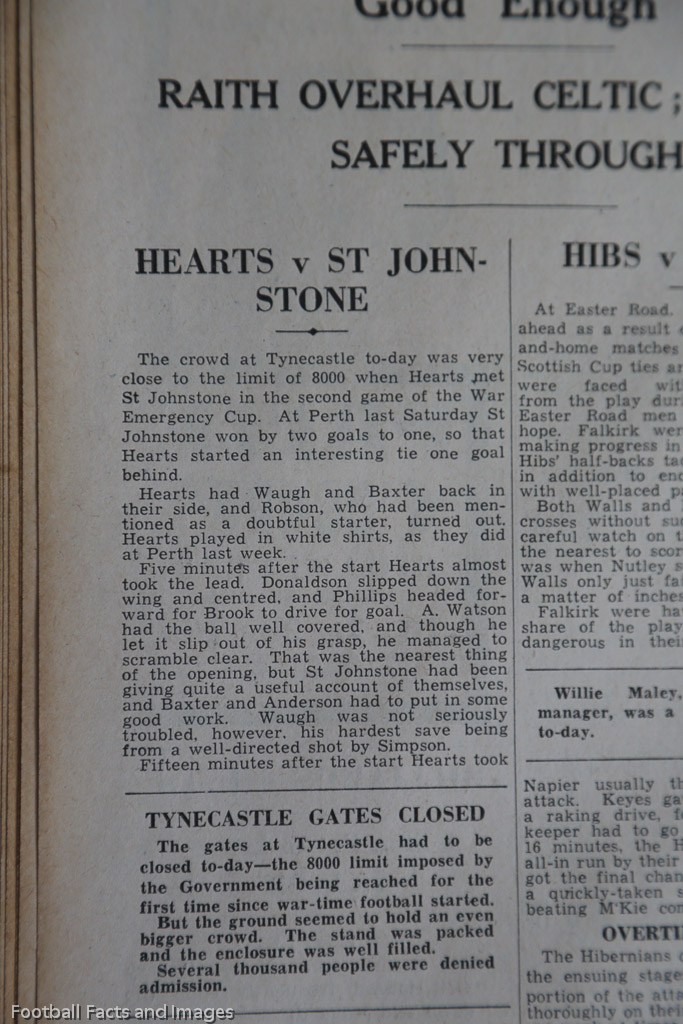 Good Enough
RAITH OVERHAUL CELTIC;
SAFELY THROUGH
HEARTS v ST JOHN-
STONE
The crowd at Tynecastle to-day was very
close to the limit of 8000 when Hearts met
St Johnstone in the second game of the War
Emergency Cup. At Perth last Saturday St
Johnstone won by two goals to one, so that
Hearts started an interesting tie one goal
behind.
Hearts had Waugh and Baxter back in
their side, and Robson, who had been men-
tioned as a doubtful starter, turned out.
Hearts played in white shirts, as they did
at Perth last week.
Five minutes after the start Hearts almost
took the lead. Donaldson slipped down the
wing and centred, and Phillips headed for-
ward for Brook to drive for goal. A. Watson
had the ball well covered, and though he
let it slip out of his grasp, he managed to
scramble clear. That was the nearest thing
of the opening, but St Johnstone had been
giving quite a useful account of themselves,
and Baxter and Anderson had to put in some
good work. Waugh was not seriously
troubled, however, his hardest save being
from a well-directed shot by Simpson.
Fifteen minutes after the start Hearts took
TYNECASTLE GATES CLOSED
The gates at Tynecastle had to be
closed to-day—the 8000 limit imposed by
the Government being reached for the
first time since war-time football started.
But the ground seemed to hold an even
bigger crowd. The stand was packed
and the enclosure was well filled.
Several thousand people were denied
admission.
HIBS v
At Easter Road.
ahead as a result
and-home matches
Scottish Cup ties
were faced
from the play
Easter Road men
hope. Falkirk
making progress in
Hibs' half-backs
in addition to
with well-placed
Both Walls and
crosses without
careful watch on
the nearest to
was when Nutley
Walls only just
a matter of inches
Falkirk were
share of the play
dangerous in
Willie Maley,
manager, was a
to-day.
Napier usually
attack. Keyes
a raking drive,
keeper had to go
16 minutes, the
all-in run by their
got the final
a quickly-taken
beating M'Kie
The Hibernians
the ensuing
portion of the
thoroughly on
Football Facts and Images